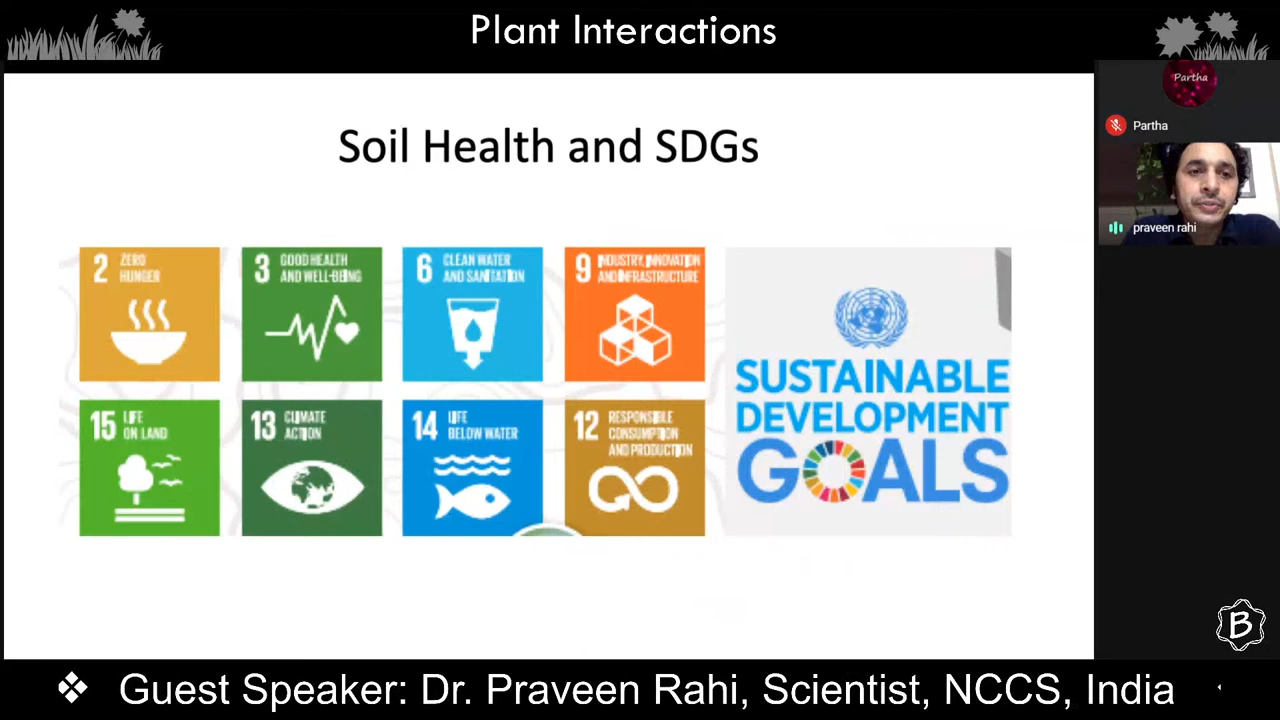 Plant Interactions
Partha
Partha
praveen rahi
Soil Health and SDGs
2 ZERO
HUNGER
3 GOOD HEALTH
AND WELL-BEING
6 CLEAN WATER
AND SANITATION
9 INDUSTRY, INNOVATION
AND INFRASTRUCTURE
15 LIFE
ON LAND
13 CLIMATE
ACTION
14 LIFE
BELOW WATER
12 RESPONSIBLE
CONSUMPTION
AND PRODUCTION
SUSTAINABLE
DEVELOPMENT
GOALS
B
❖ Guest Speaker: Dr. Praveen Rahi, Scientist, NCCS, India